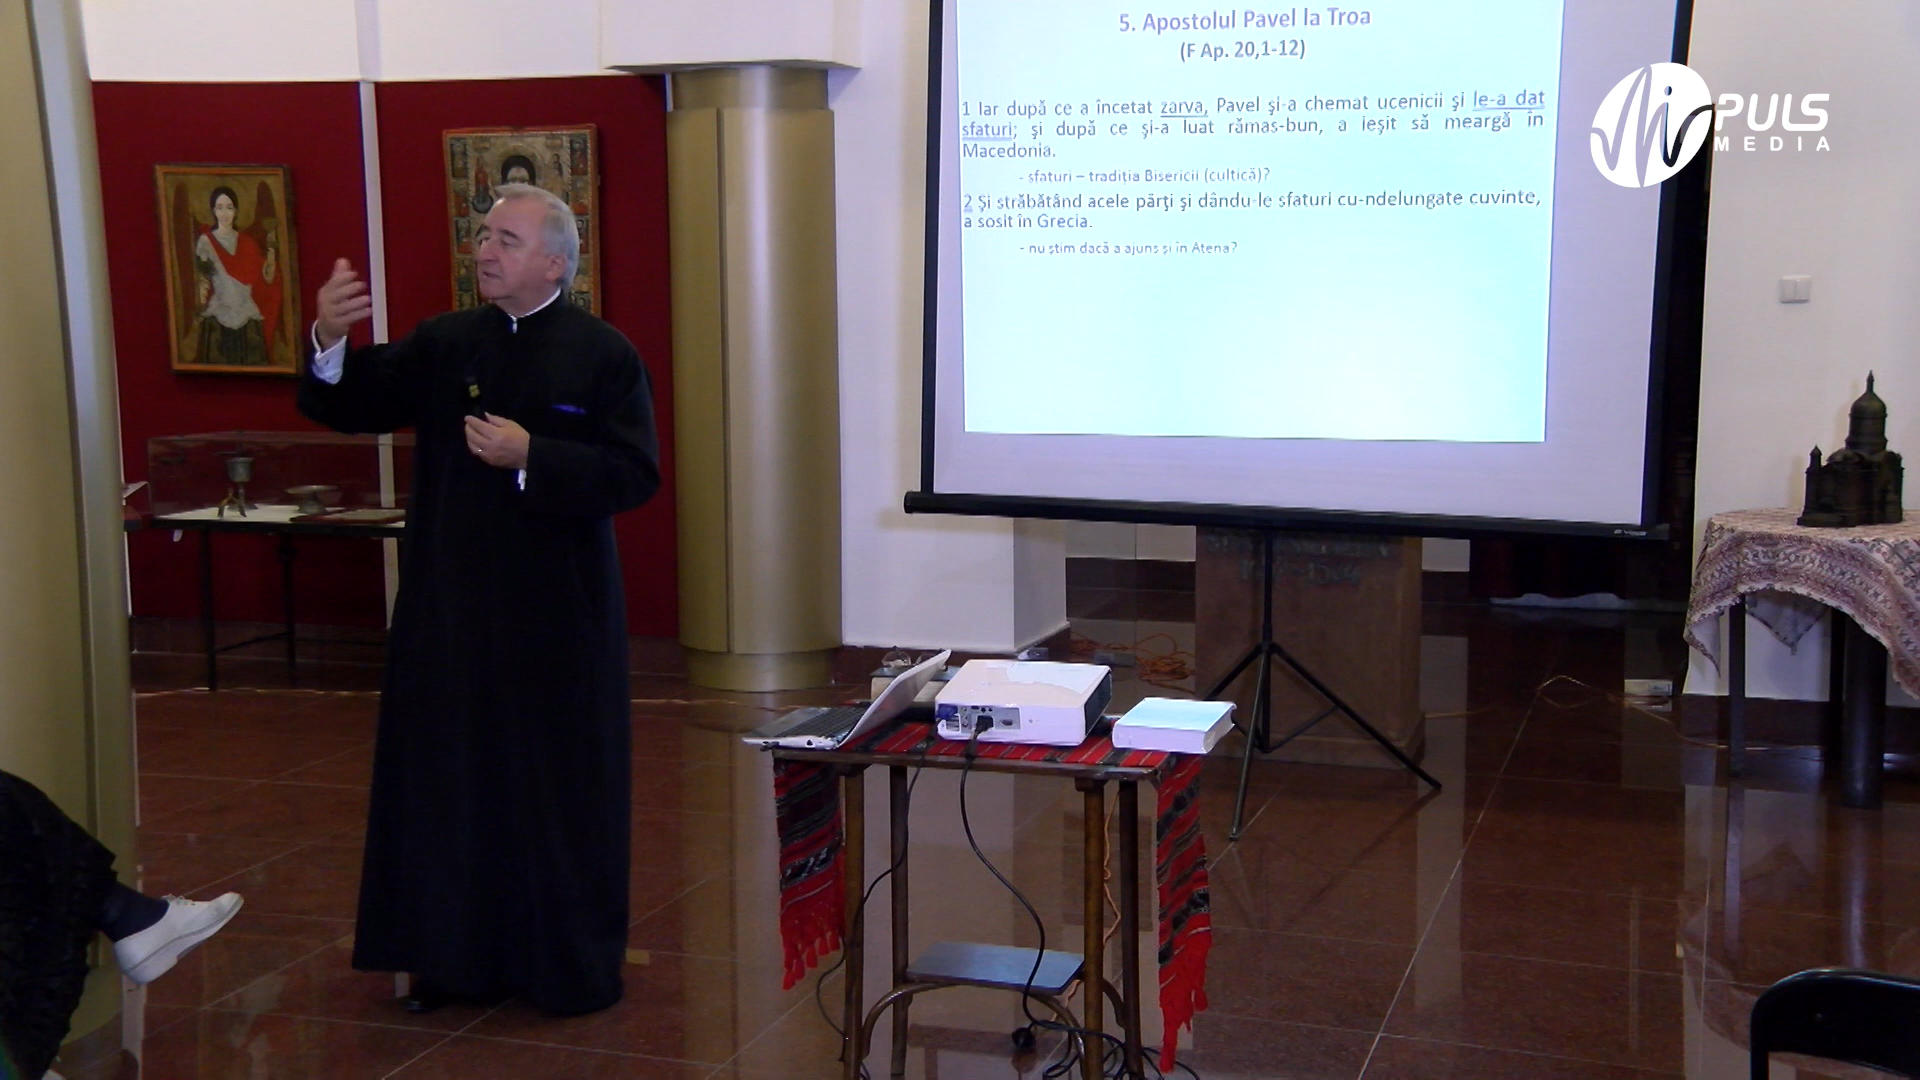 5. Apostolul Pavel la Troa
(F Ap. 20,1-12)
1 Iar după ce a încetat zarva, Pavel şi-a chemat ucenicii şi le-a dat
sfaturi; şi după ce şi-a luat rămas-bun, a ieşit să meargă în
Macedonia.
- sfaturi – tradiția Bisericii (cultică)?
2 Şi străbătând acele părţi şi dându-le sfaturi cu-ndelungate cuvinte,
a sosit în Grecia.
- nu știm dacă a ajuns și în Atena?
PULS
MEDIA